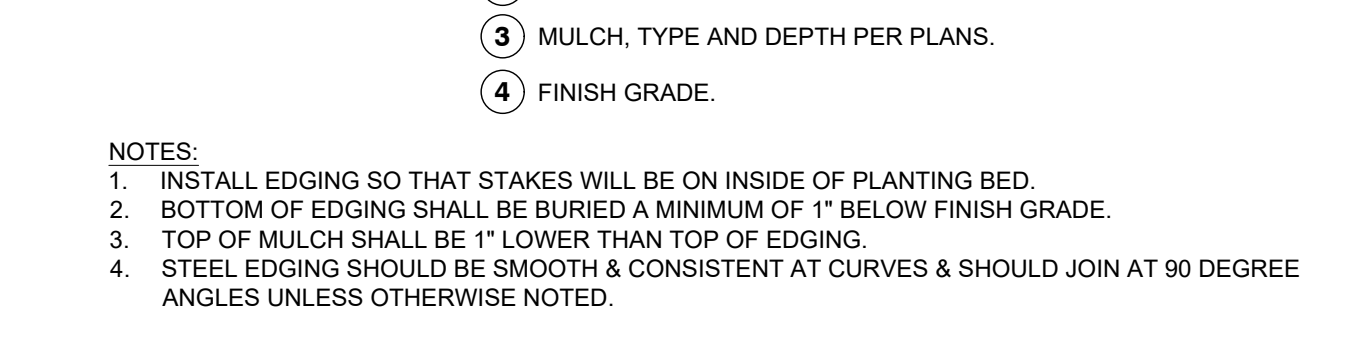 3 MULCH, TYPE AND DEPTH PER PLANS.
4 FINISH GRADE.
NOTES:
1. INSTALL EDGING SO THAT STAKES WILL BE ON INSIDE OF PLANTING BED.
2. BOTTOM OF EDGING SHALL BE BURIED A MINIMUM OF 1" BELOW FINISH GRADE.
3. TOP OF MULCH SHALL BE 1" LOWER THAN TOP OF EDGING.
4. STEEL EDGING SHOULD BE SMOOTH & CONSISTENT AT CURVES & SHOULD JOIN AT 90 DEGREE
ANGLES UNLESS OTHERWISE NOTED.